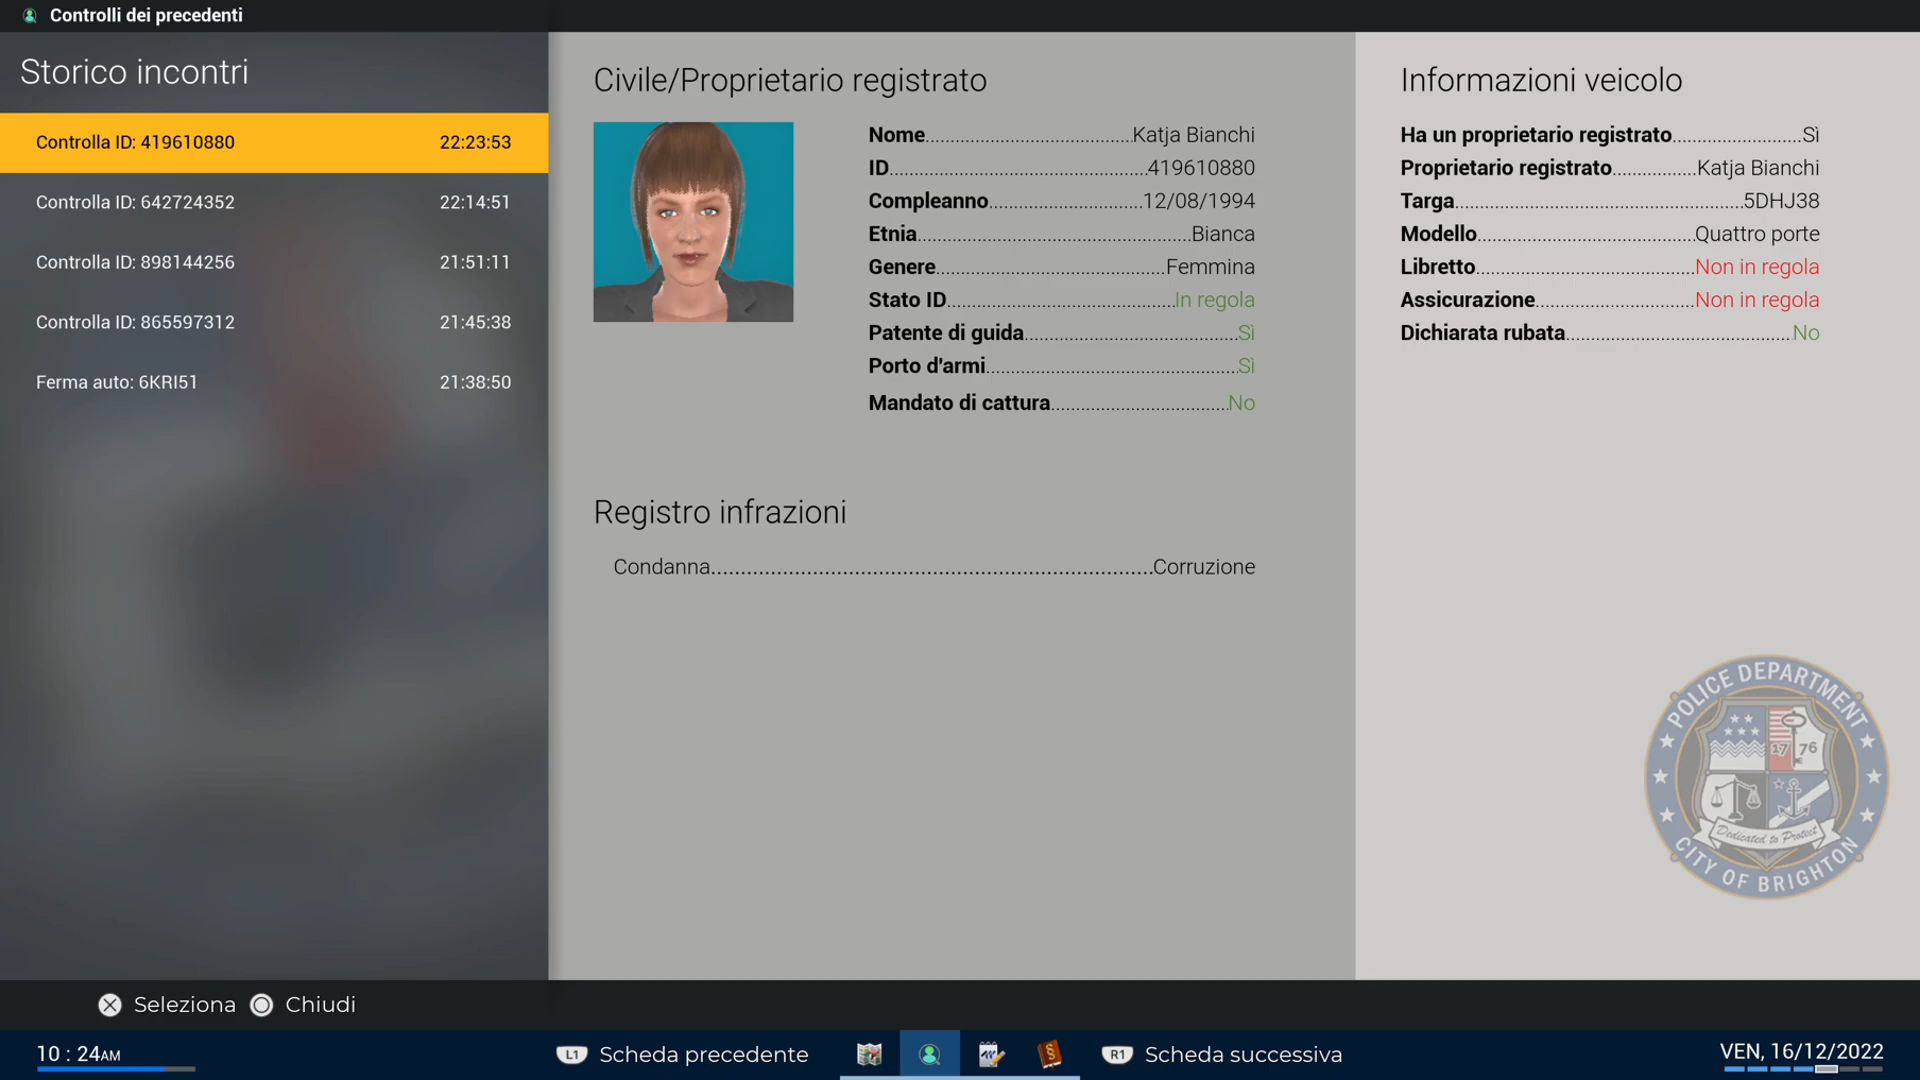 Controlli dei precedenti
Storico incontri
Controlla ID: 419610880 22:23:53
Controlla ID: 642724352 22:14:51
Controlla ID: 898144256 21:51:11
Controlla ID: 865597312 21:45:38
Ferma auto: 6KRI51 21:38:50
Civile/Proprietario registrato
Nome Katja Bianchi
ID 419610880
Compleanno 12/08/1994
Etnia Bianca
Genere Femmina
Stato ID In regola
Patente di guida Sì
Porto d'armi Sì
Mandato di cattura No
Registro infrazioni
Condanna Corruzione
Informazioni veicolo
Ha un proprietario registrato Sì
Proprietario registrato Katja Bianchi
Targa 5DHJ38
Modello Quattro porte
Libretto Non in regola
Assicurazione Non in regola
Dichiarata rubata No
POLICE DEPARTMENT
17 76
Dedicated to Protect
CITY OF BRIGHTON
Seleziona Chiudi
10 : 24AM
L1 Scheda precedente
R1 Scheda successiva
VEN, 16/12/2022